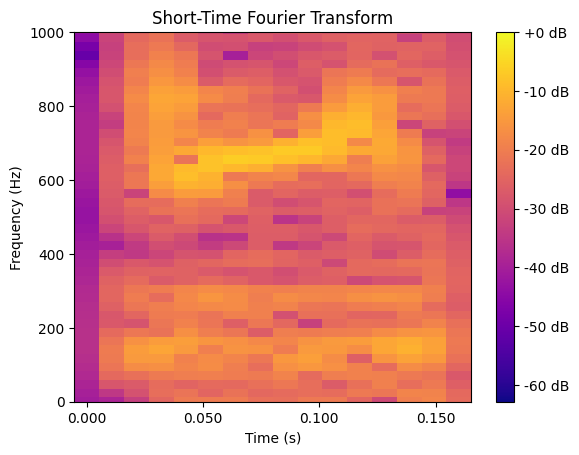 Short-Time Fourier Transform
1000
800
600
400
200
0
Frequency (Hz)
0.000
0.050
0.100
0.150
Time (s)
+0 dB
-10 dB
-20 dB
-30 dB
-40 dB
-50 dB
-60 dB